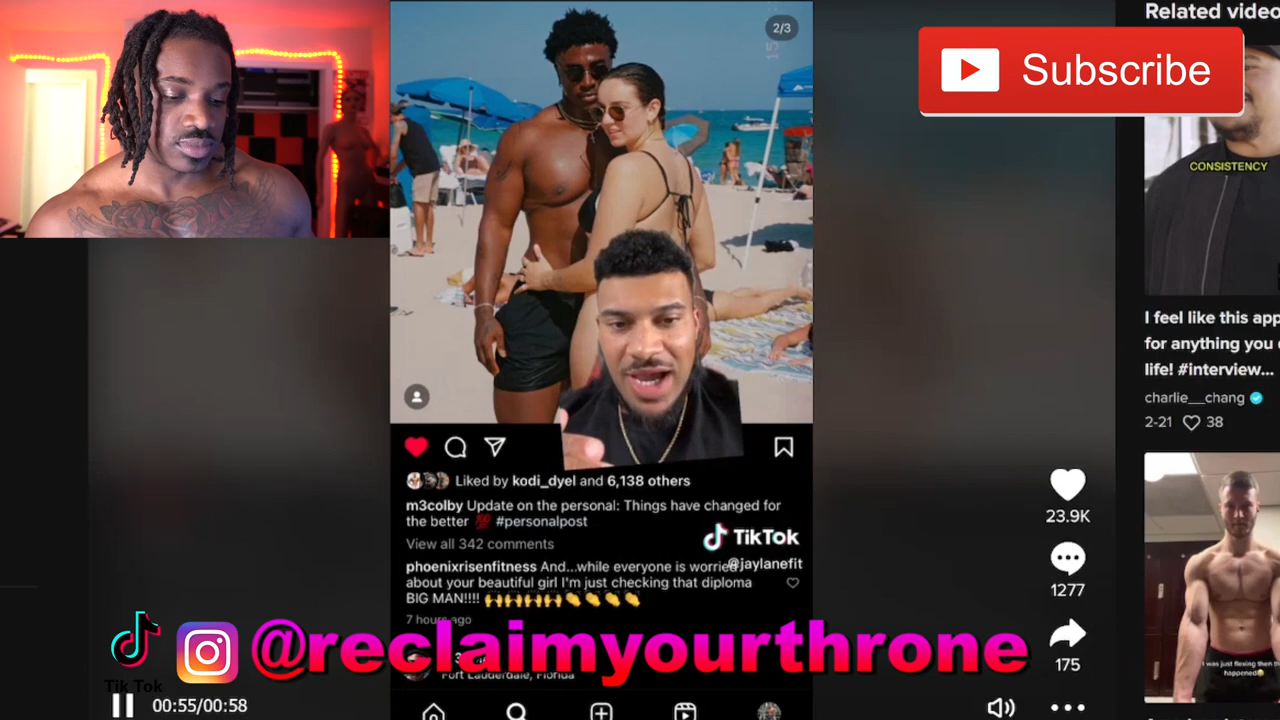 2/3
Related video
Subscribe
CONSISTENCY
I feel like this app
for anything you
life! #interview...
charlie__chang
2-21 38
Liked by kodi_dyel and 6,138 others
m3colby Update on the personal: Things have changed for
the better 💯 #personalpost
View all 342 comments
TikTok
@jaylanefit
phoenixrisenfitness And...while everyone is worried
about your beautiful girl I'm just checking that diploma
BIG MAN!!!! 🙌🙌🙌🙌👏👏👏👏
7 hours ago
23.9K
1277
175
@reclaimyourthrone
Tik Tok
Fort Lauderdale, Florida
00:55/00:58
I was just flexing then
happened